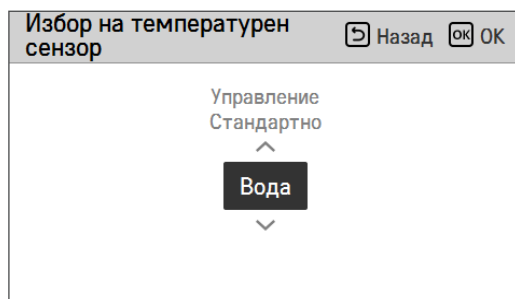 Избор на температурен
сензор
Назад
OK OK
Управление
Стандартно
Вода